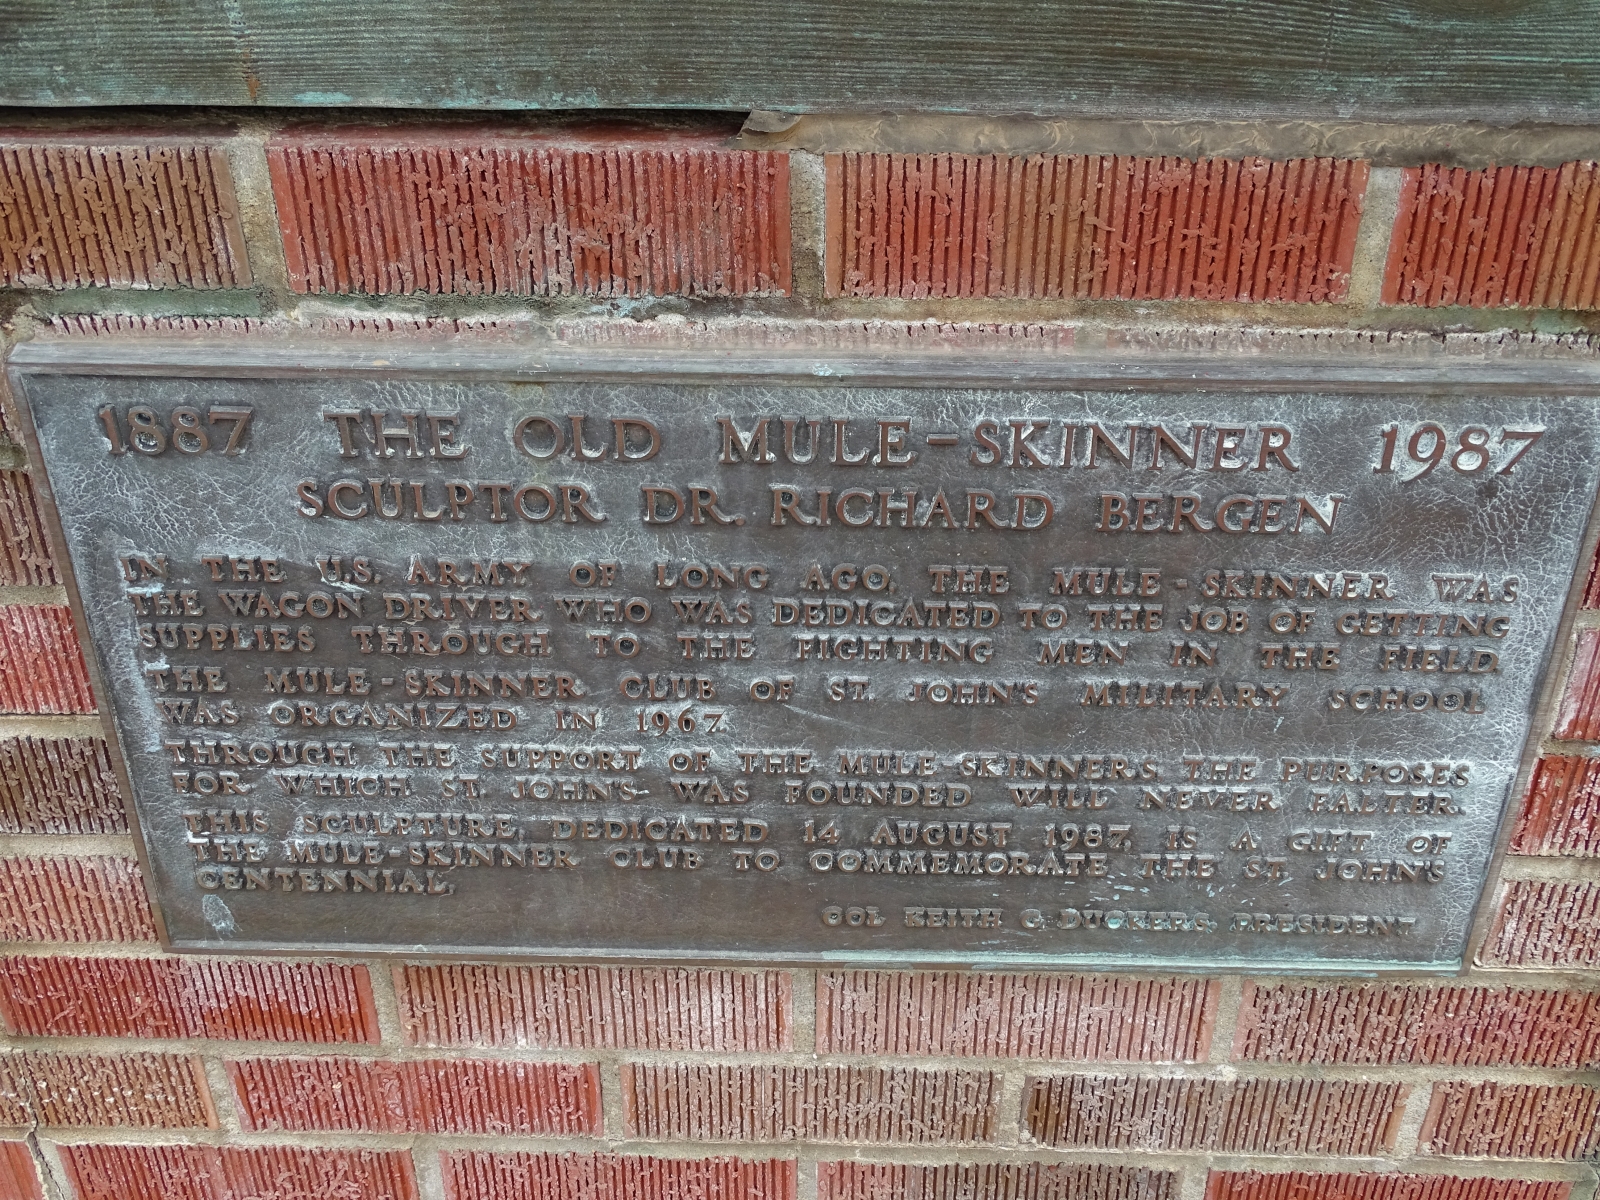 1887 THE OLD MULE-SKINNER 1987
SCULPTOR DR. RICHARD BERGEN
IN THE U.S. ARMY OF LONG AGO, THE MULE-SKINNER WAS
THE WAGON DRIVER WHO WAS DEDICATED TO THE JOB OF GETTING
SUPPLIES THROUGH TO THE FIGHTING MEN IN THE FIELD.
THE MULE-SKINNER CLUB OF ST. JOHN'S MILITARY SCHOOL
WAS ORGANIZED IN 1967.
THROUGH THE SUPPORT OF THE MULE-SKINNERS, THE PURPOSES
FOR WHICH ST. JOHN'S WAS FOUNDED WILL NEVER FALTER.
THIS SCULPTURE, DEDICATED 14 AUGUST 1987, IS A GIFT OF
THE MULE-SKINNER CLUB TO COMMEMORATE THE ST. JOHN'S
CENTENNIAL.
COL KEITH G. DUCKERS, PRESIDENT